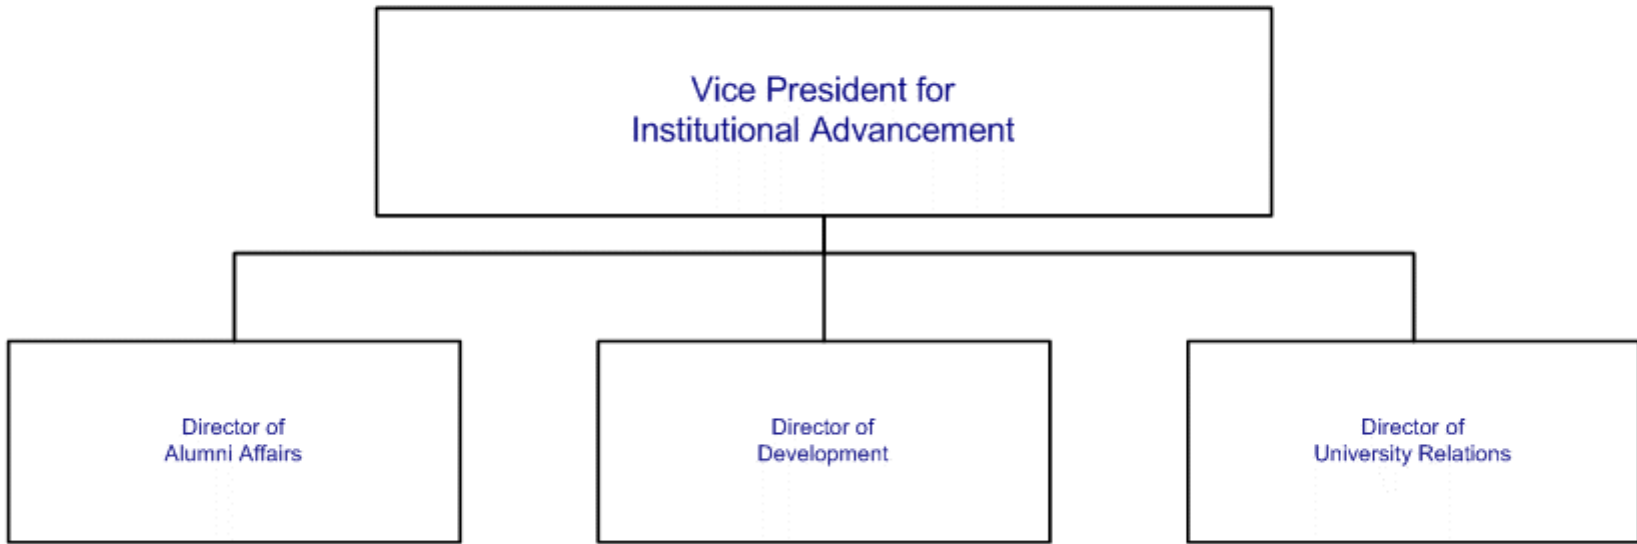 Vice President for
Institutional Advancement
Director of
Alumni Affairs
Director of
Development
Director of
University Relations